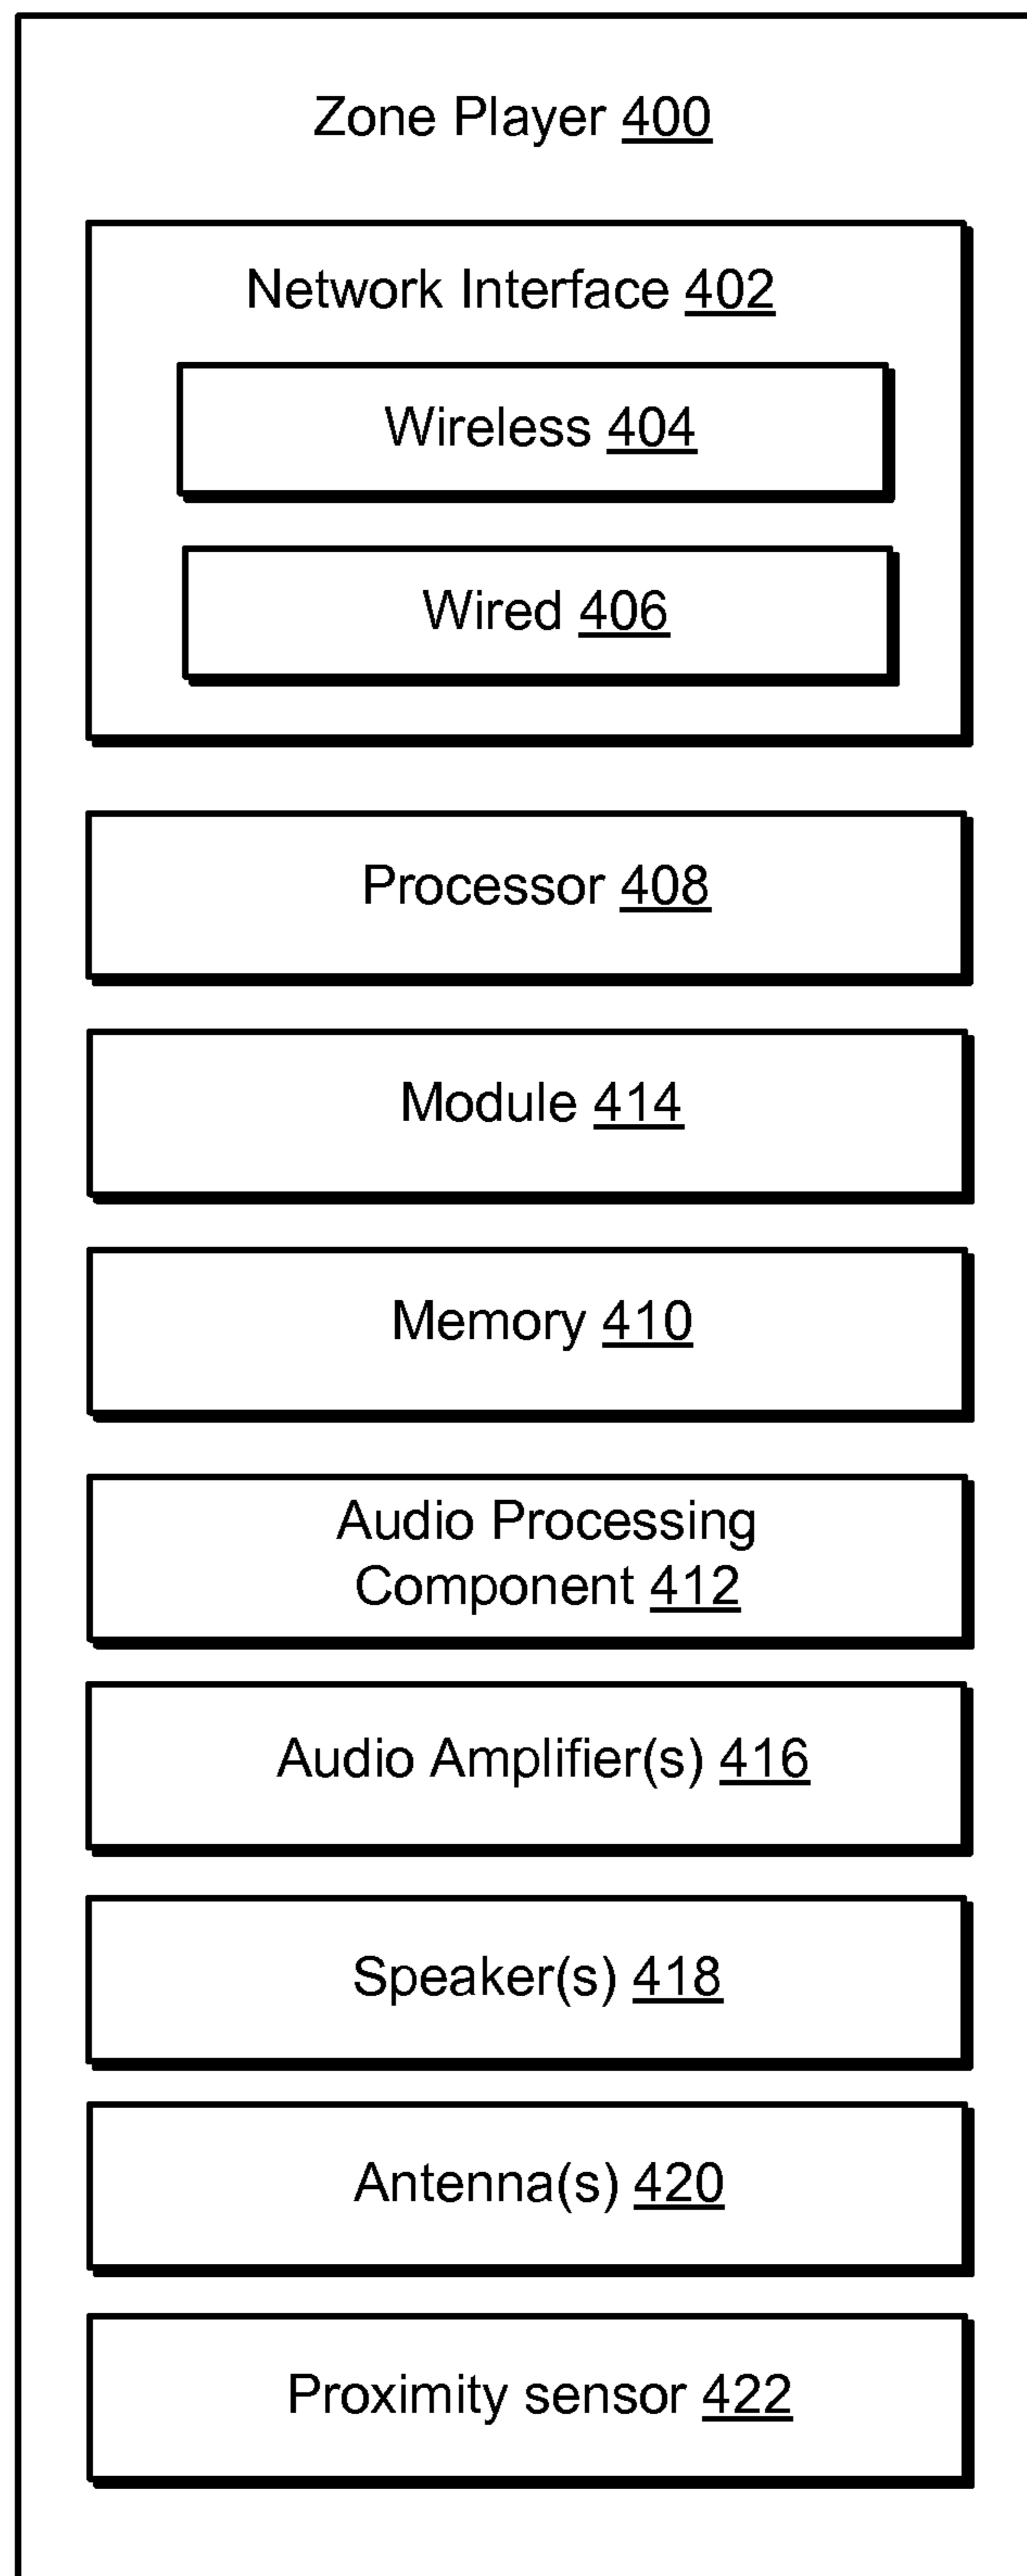 Zone Player 400
Network Interface 402
Wireless 404
Wired 406
Processor 408
Module 414
Memory 410
Audio Processing
Component 412
Audio Amplifier(s) 416
Speaker(s) 418
Antenna(s) 420
Proximity sensor 422